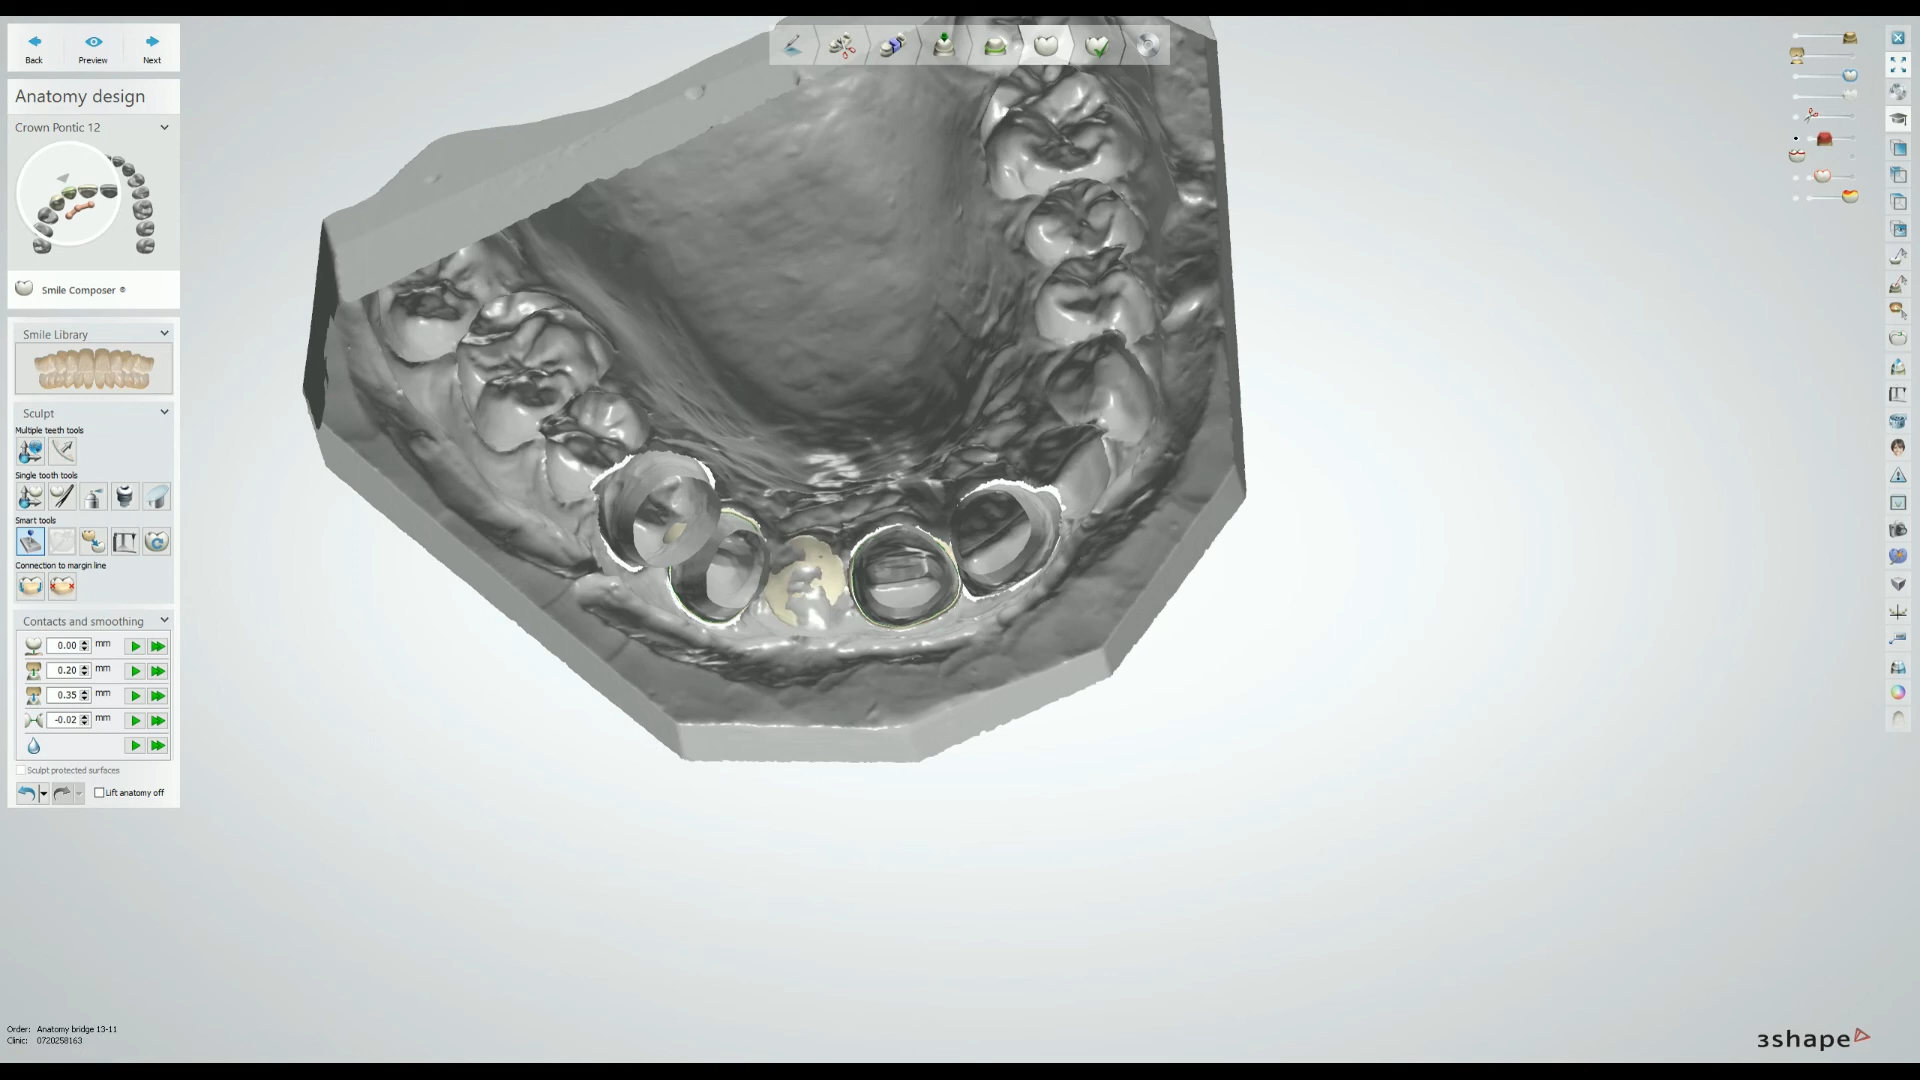 Back
Preview
Next
Anatomy design
Crown Pontic 12
Smile Composer ®
Smile Library
Sculpt
Multiple teeth tools
Single tooth tools
Smart tools
Connection to margin line
Contacts and smoothing
0.00 mm
0.20 mm
0.35 mm
-0.02 mm
Sculpt protected surfaces
Lift anatomy off
Order: Anatomy bridge 13-11
Clinic: 0720258163
3shape